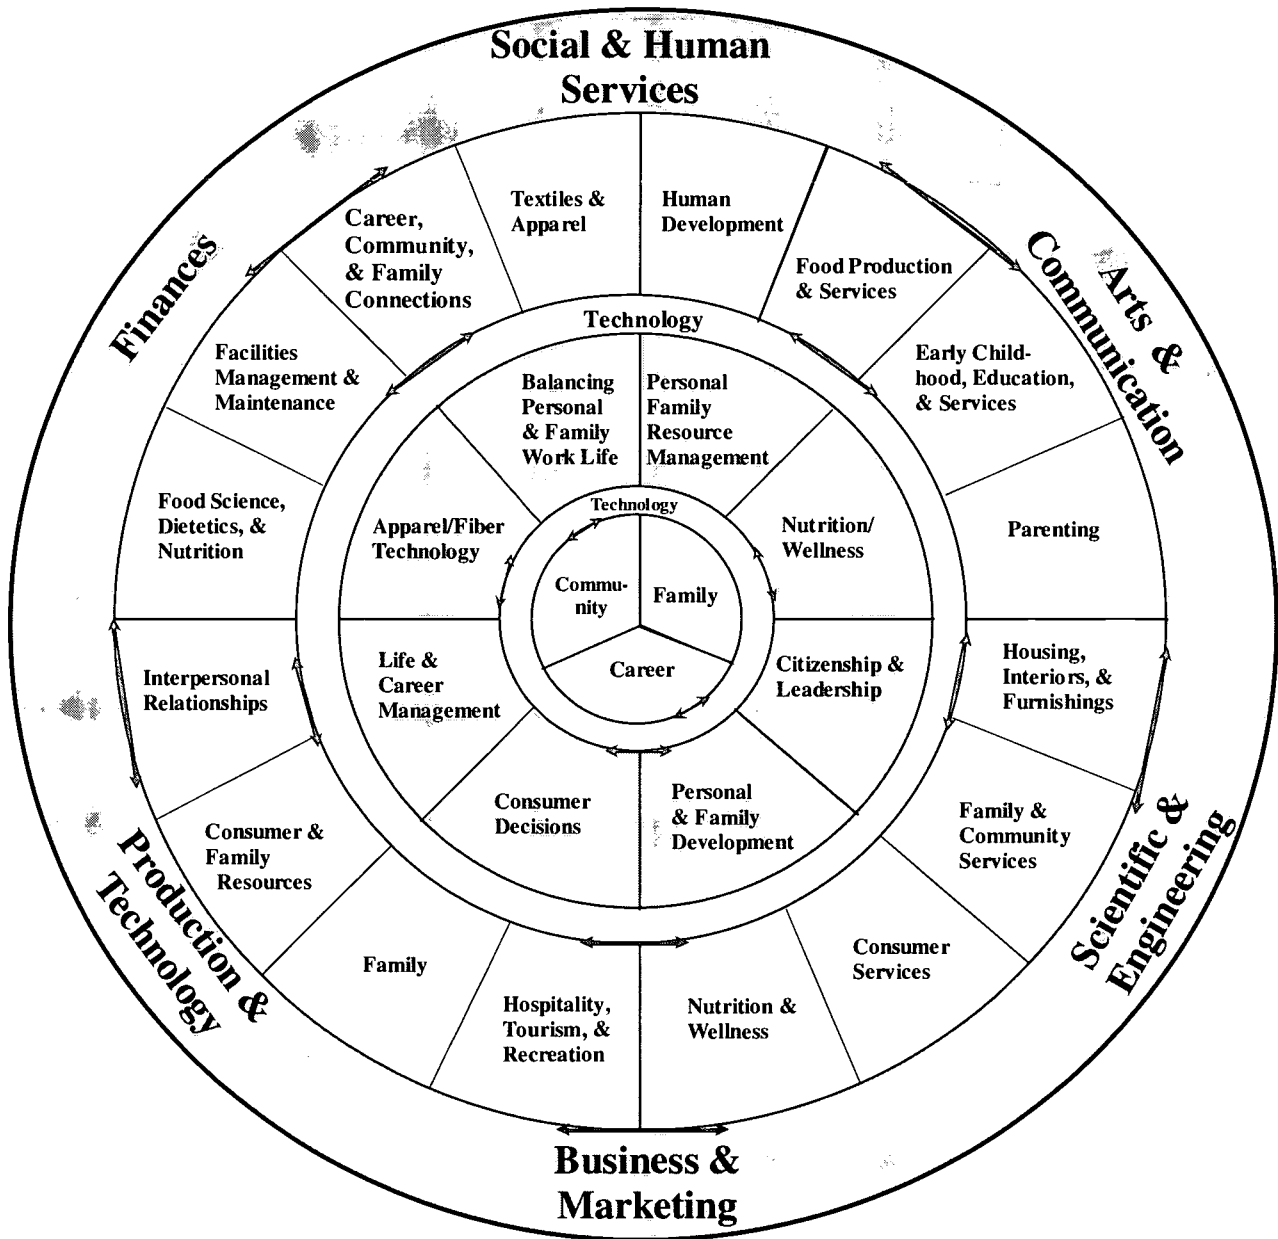 Social & Human
Services
Arts &
Communication
Scientific &
Engineering
Business &
Marketing
Production &
Technology
Finances
Textiles &
Apparel
Human
Development
Food Production
& Services
Early Child-
hood, Education,
& Services
Parenting
Housing,
Interiors, &
Furnishings
Family &
Community
Services
Consumer
Services
Nutrition &
Wellness
Hospitality,
Tourism, &
Recreation
Family
Consumer &
Family
Resources
Interpersonal
Relationships
Food Science,
Dietetics, &
Nutrition
Facilities
Management &
Maintenance
Career,
Community,
& Family
Connections
Technology
Balancing
Personal
& Family
Work Life
Personal
Family
Resource
Management
Nutrition/
Wellness
Citizenship &
Leadership
Personal
& Family
Development
Consumer
Decisions
Life &
Career
Management
Apparel/Fiber
Technology
Technology
Commu-
nity
Family
Career